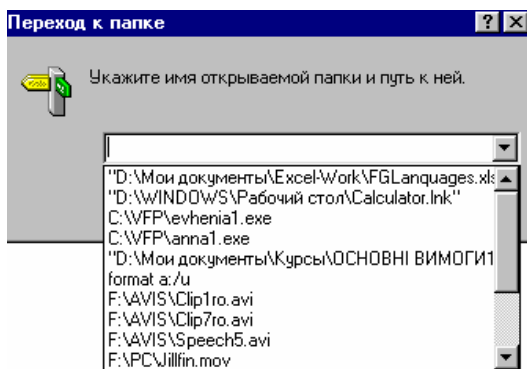 Переход к папке
Укажите имя открываемой папки и путь к ней.
"D:\Мои документы\Excel-Work\FGLanquages.xls
"D:\WINDOWS\Рабочий стол\Calculator.lnk"
C:\VFP\evhenia1.exe
C:\VFP\anna1.exe
"D:\Мои документы\Курсы\ОСНОВНІ ВИМОГИ1
format a:/u
F:\AVIS\Clip1ro.avi
F:\AVIS\Clip7ro.avi
F:\AVIS\Speech5.avi
F:\PC\Jillfin.mov